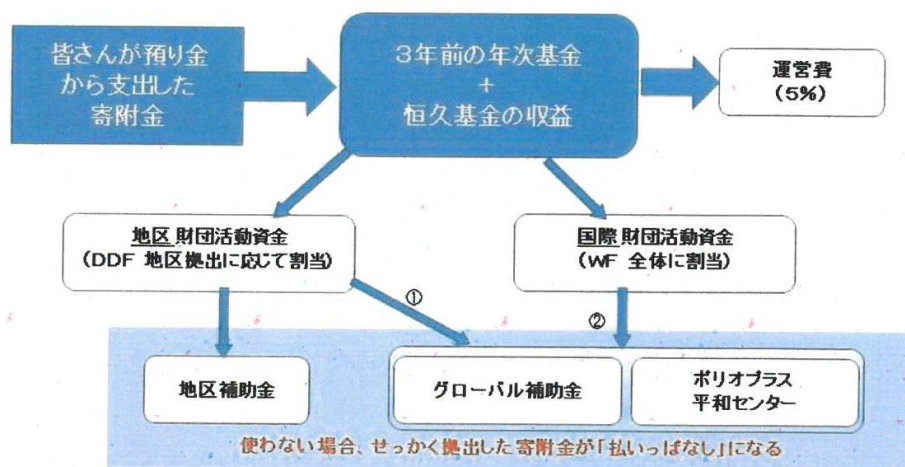 皆さんが預り金
から支出した
寄附金
3年前の年次基金
+
恒久基金の収益
運営費
(5%)
地区 財団活動資金
(DDF 地区拠出に応じて割当)
国際 財団活動資金
(WF 全体に割当)
①
②
地区補助金
グローバル補助金
ポリオプラス
平和センター
使わない場合、せっかく拠出した寄附金が「払いっぱなし」になる